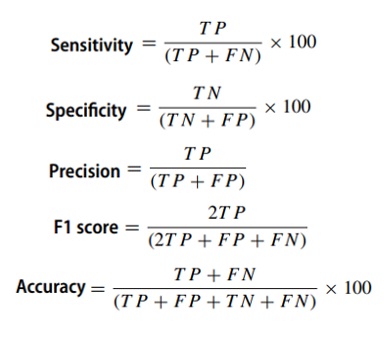 Sensitivity = TP / (TP + FN) × 100
Specificity = TN / (TN + FP) × 100
Precision = TP / (TP + FP)
F1 score = 2TP / (2TP + FP + FN)
Accuracy = TP + FN / (TP + FP + TN + FN) × 100